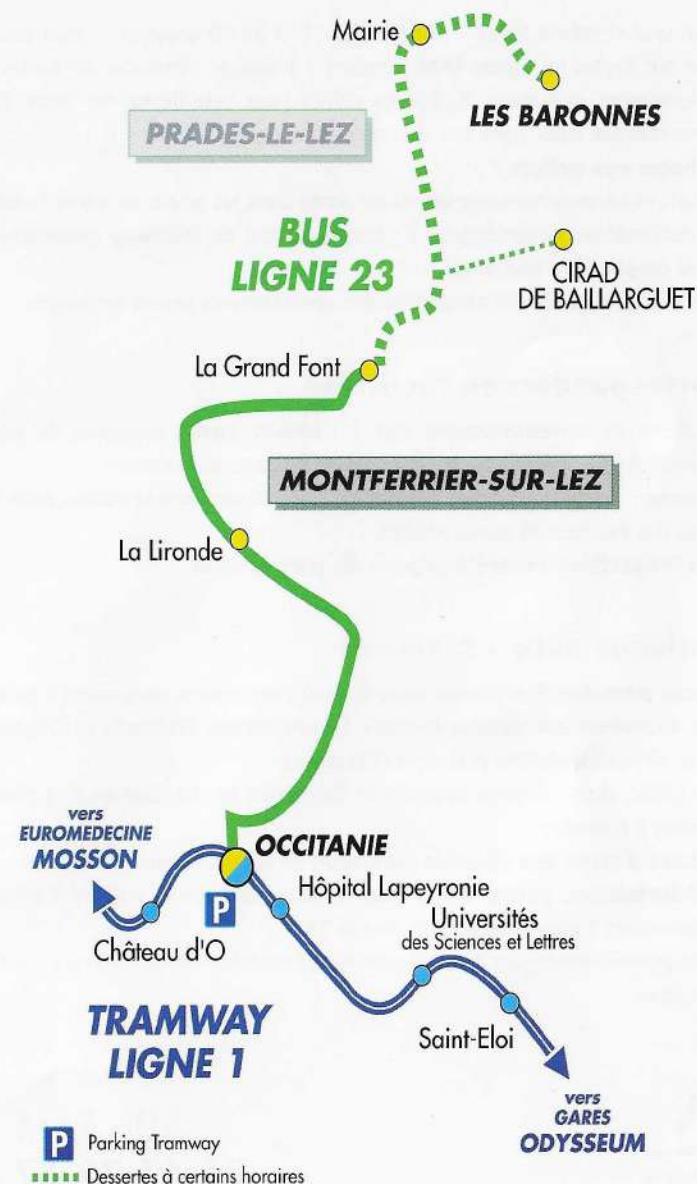 Mairie
LES BARONNES
PRADES-LE-LEZ
BUS
LIGNE 23
CIRAD
DE BAILLARGUET
La Grand Font
MONTFERRIER-SUR-LEZ
La Lironde
vers
EUROMEDECINE
MOSSON
OCCITANIE
P
Hôpital Lapeyronie
Château d'O
Universités
des Sciences et Lettres
TRAMWAY
LIGNE 1
Saint-Eloi
vers
GARES
ODYSSEUM
P Parking Tramway
Dessertes à certains horaires